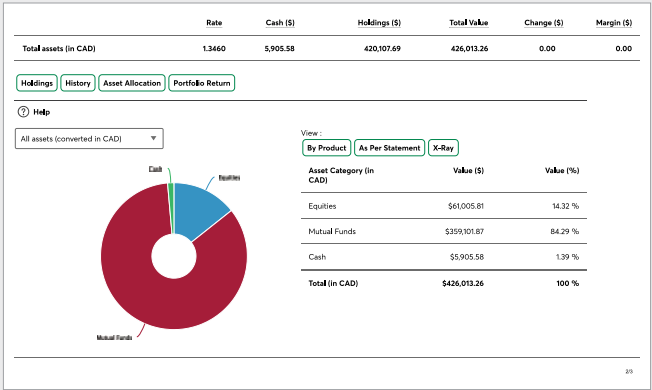 Rate Cash ($) Holdings ($) Total Value Change ($) Margin ($)
Total assets (in CAD) 1.3460 5,905.58 420,107.69 426,013.26 0.00 0.00
Holdings History Asset Allocation Portfolio Return
? Help
All assets (converted in CAD) ▼
View :
By Product As Per Statement X-Ray
Asset Category (in CAD) Value ($) Value (%)
Equities $61,005.81 14.32 %
Mutual Funds $359,101.87 84.29 %
Cash $5,905.58 1.39 %
Total (in CAD) $426,013.26 100 %
Cash
Equities
Mutual Funds
2/3